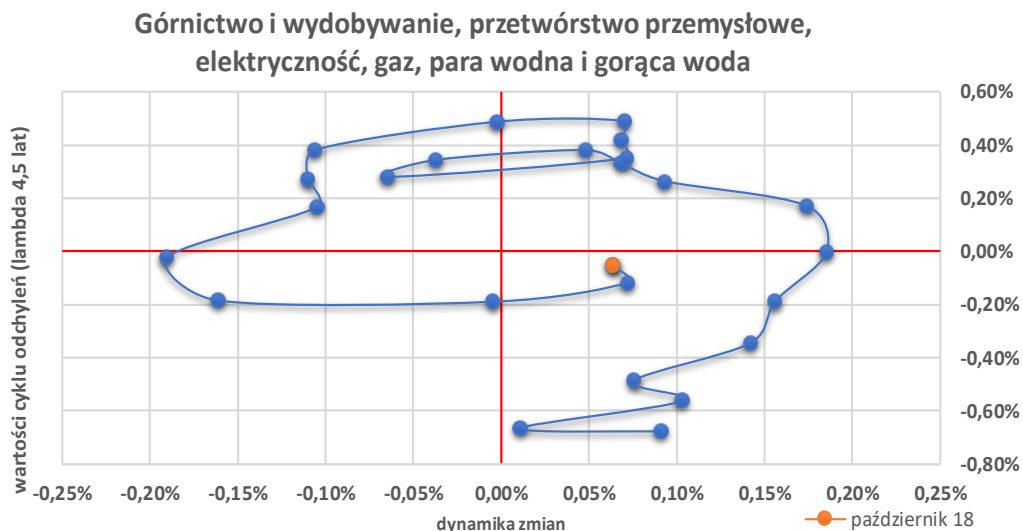 Górnictwo i wydobywanie, przetwórstwo przemysłowe,
elektryczność, gaz, para wodna i gorąca woda
wartości cyklu odchyleń (lambda 4,5 lat)
0,60%
0,40%
0,20%
0,00%
-0,20%
-0,40%
-0,60%
-0,80%
-0,25% -0,20% -0,15% -0,10% -0,05% 0,00% 0,05% 0,10% 0,15% 0,20% 0,25%
dynamika zmian
październik 18